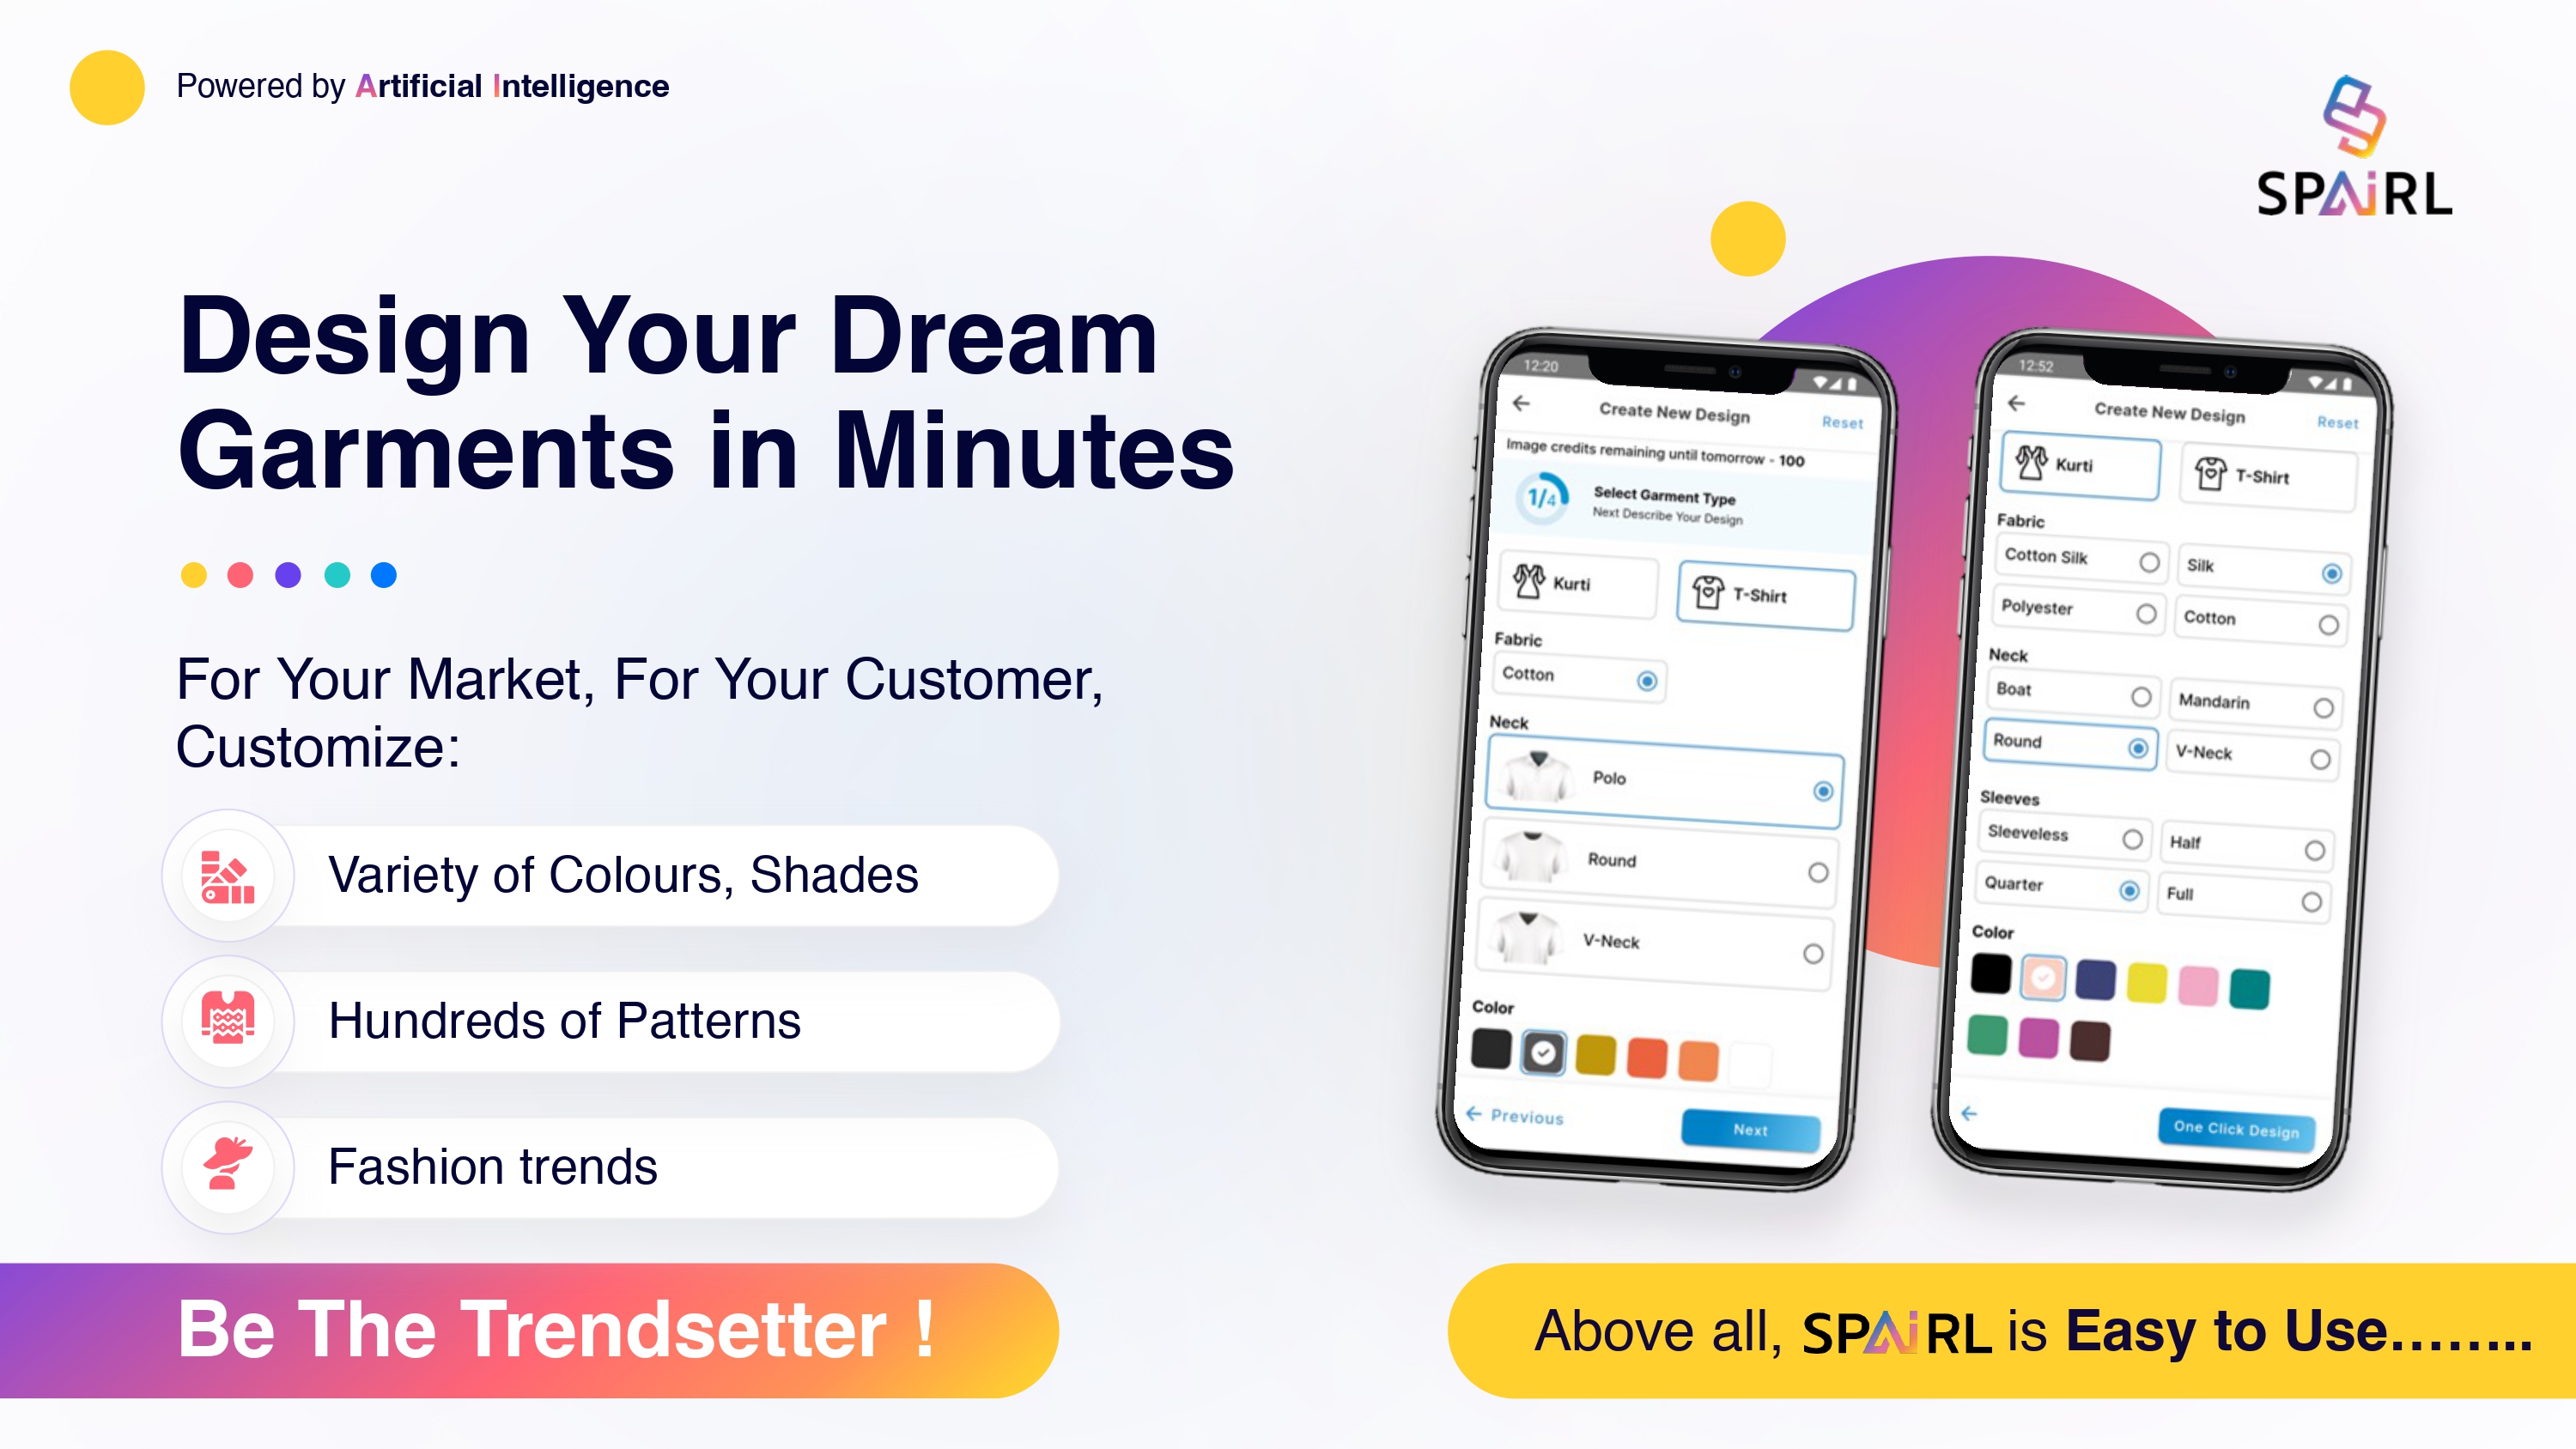 Powered by Artificial Intelligence
SPAiRL
Design Your Dream
Garments in Minutes
For Your Market, For Your Customer,
Customize:
Variety of Colours, Shades
Hundreds of Patterns
Fashion trends
Be The Trendsetter !
12:20
Create New Design
Reset
Image credits remaining until tomorrow - 100
1/4
Select Garment Type
Next Describe Your Design
Kurti
T-Shirt
Fabric
Cotton
Neck
Polo
Round
V-Neck
Color
Previous
Next
12:52
Create New Design
Reset
Kurti
T-Shirt
Fabric
Cotton Silk
Silk
Polyester
Cotton
Neck
Boat
Mandarin
Round
V-Neck
Sleeves
Sleeveless
Half
Quarter
Full
Color
One Click Design
Above all, SPAiRL is Easy to Use........